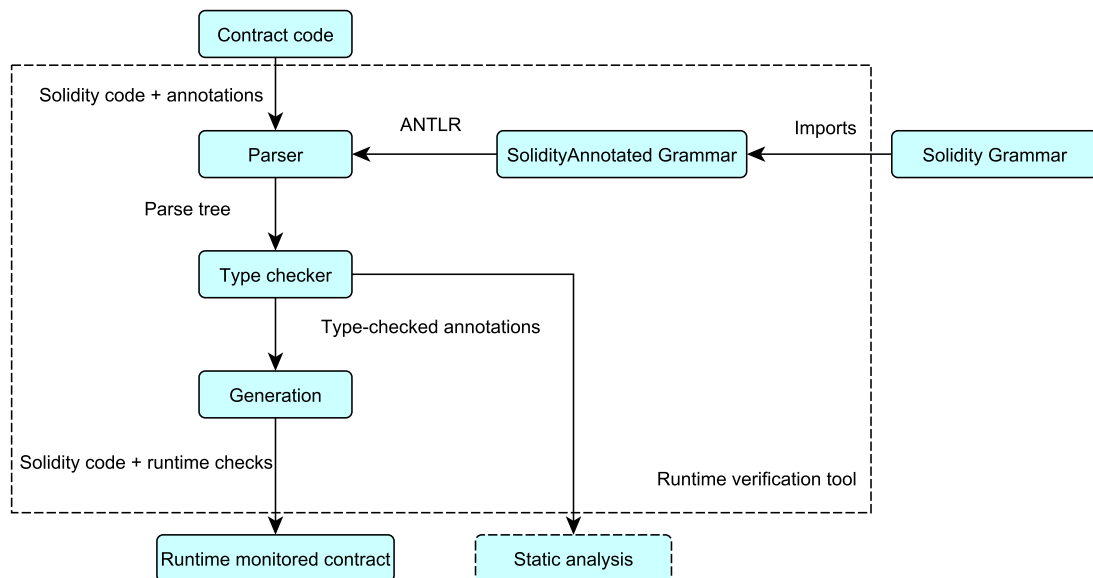 Contract code
Solidity code + annotations
ANTLR
Imports
Parser
SolidityAnnotated Grammar
Solidity Grammar
Parse tree
Type checker
Type-checked annotations
Generation
Solidity code + runtime checks
Runtime verification tool
Runtime monitored contract
Static analysis